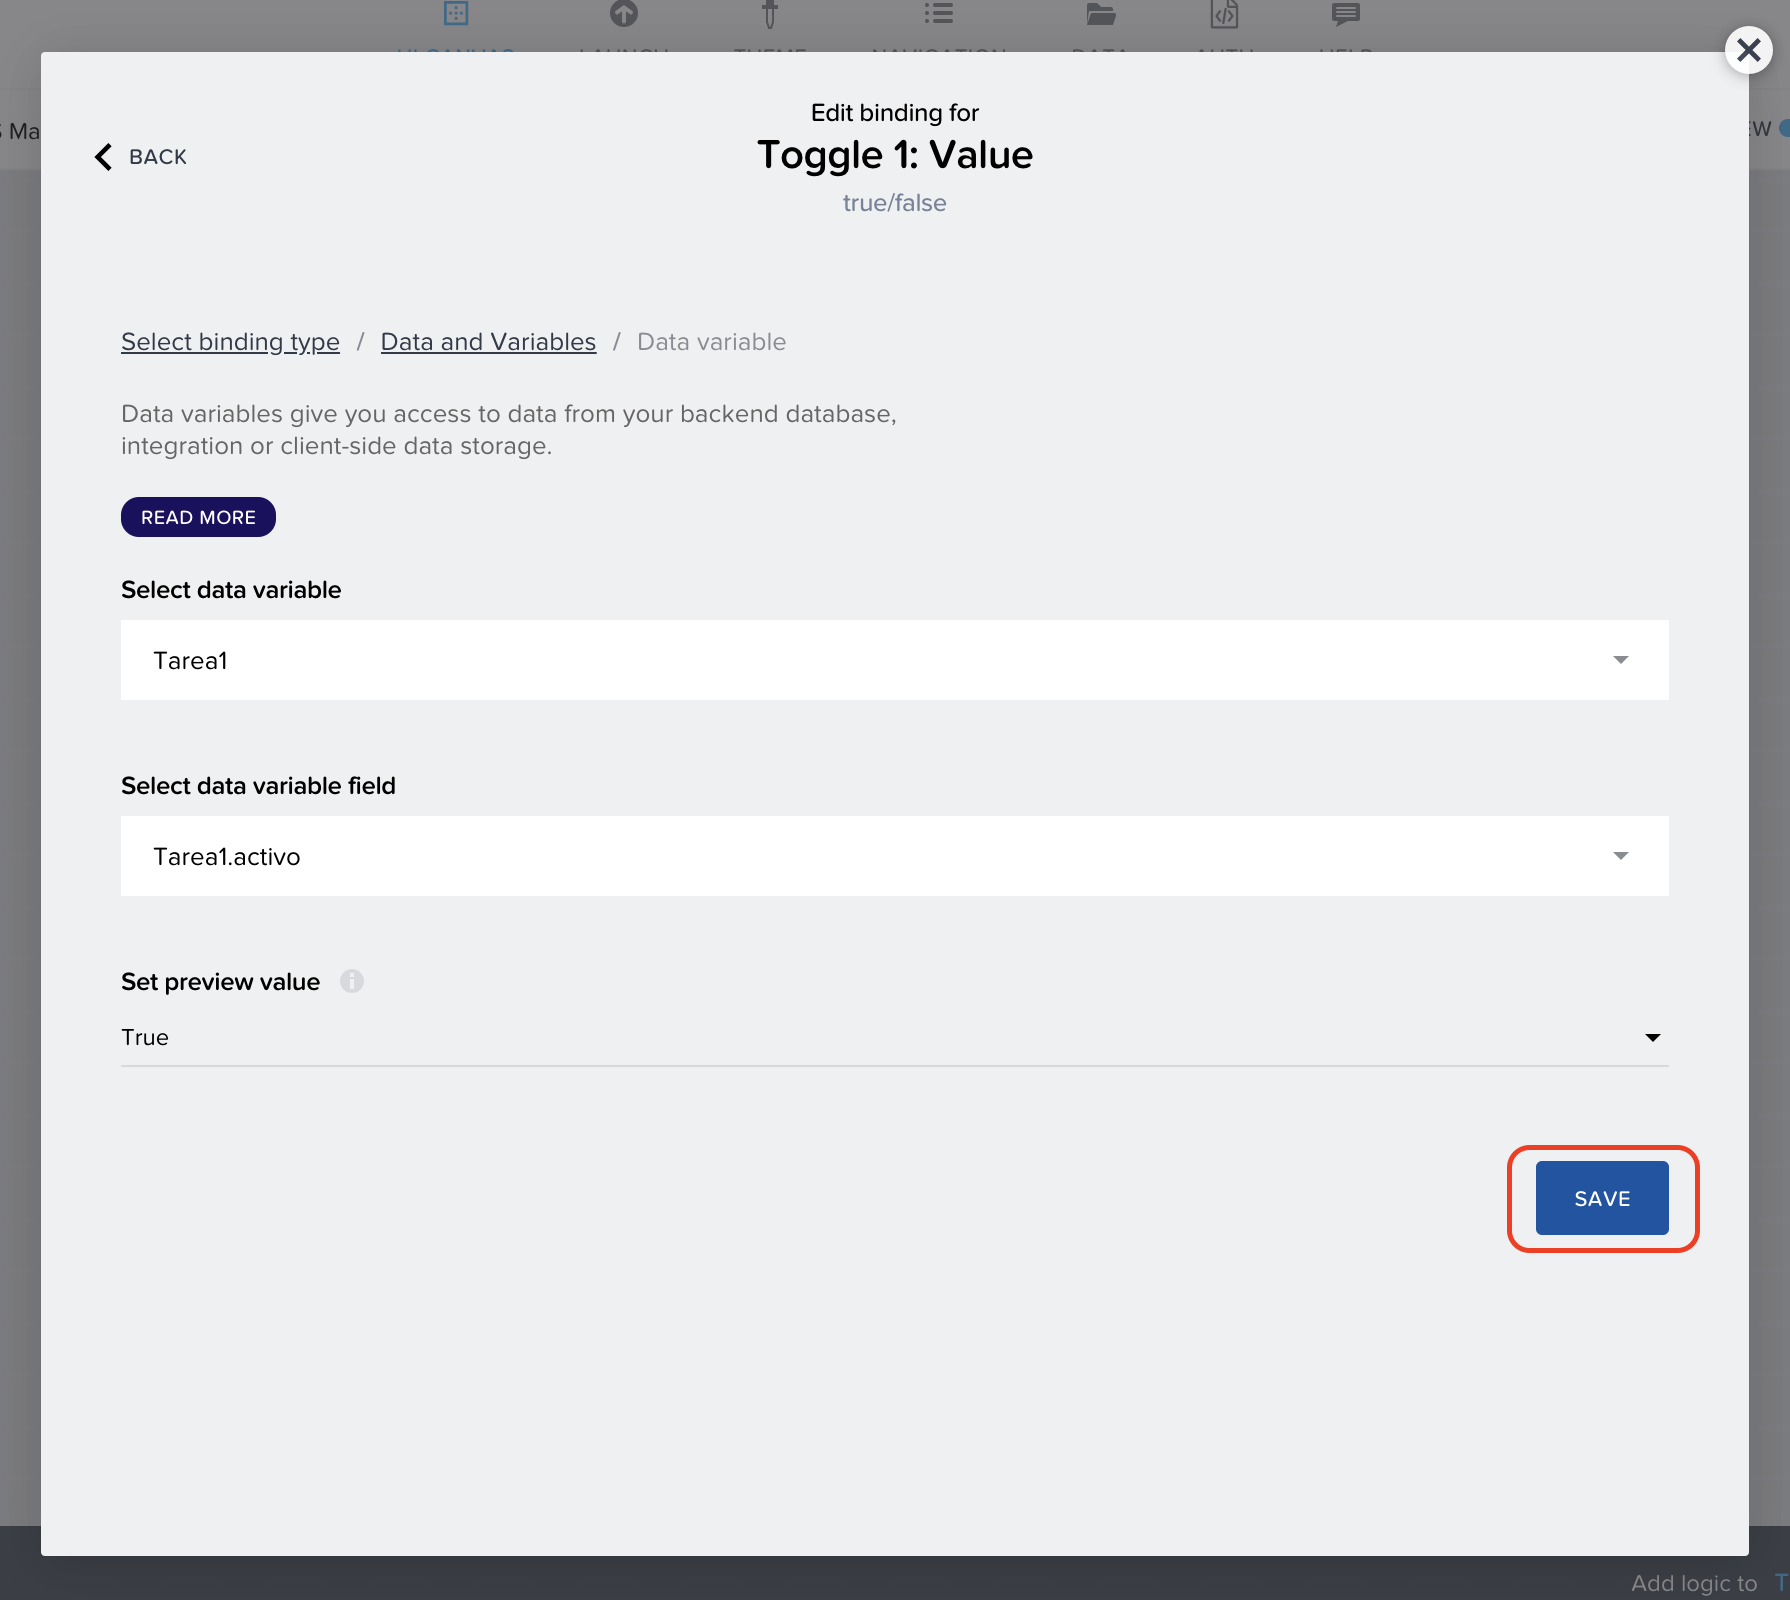 Ma
Edit binding for
Toggle 1: Value
true/false
BACK
Select binding type / Data and Variables / Data variable
Data variables give you access to data from your backend database,
integration or client-side data storage.
READ MORE
Select data variable
Tarea1
Select data variable field
Tarea1.activo
Set preview value
True
SAVE
Add logic to T